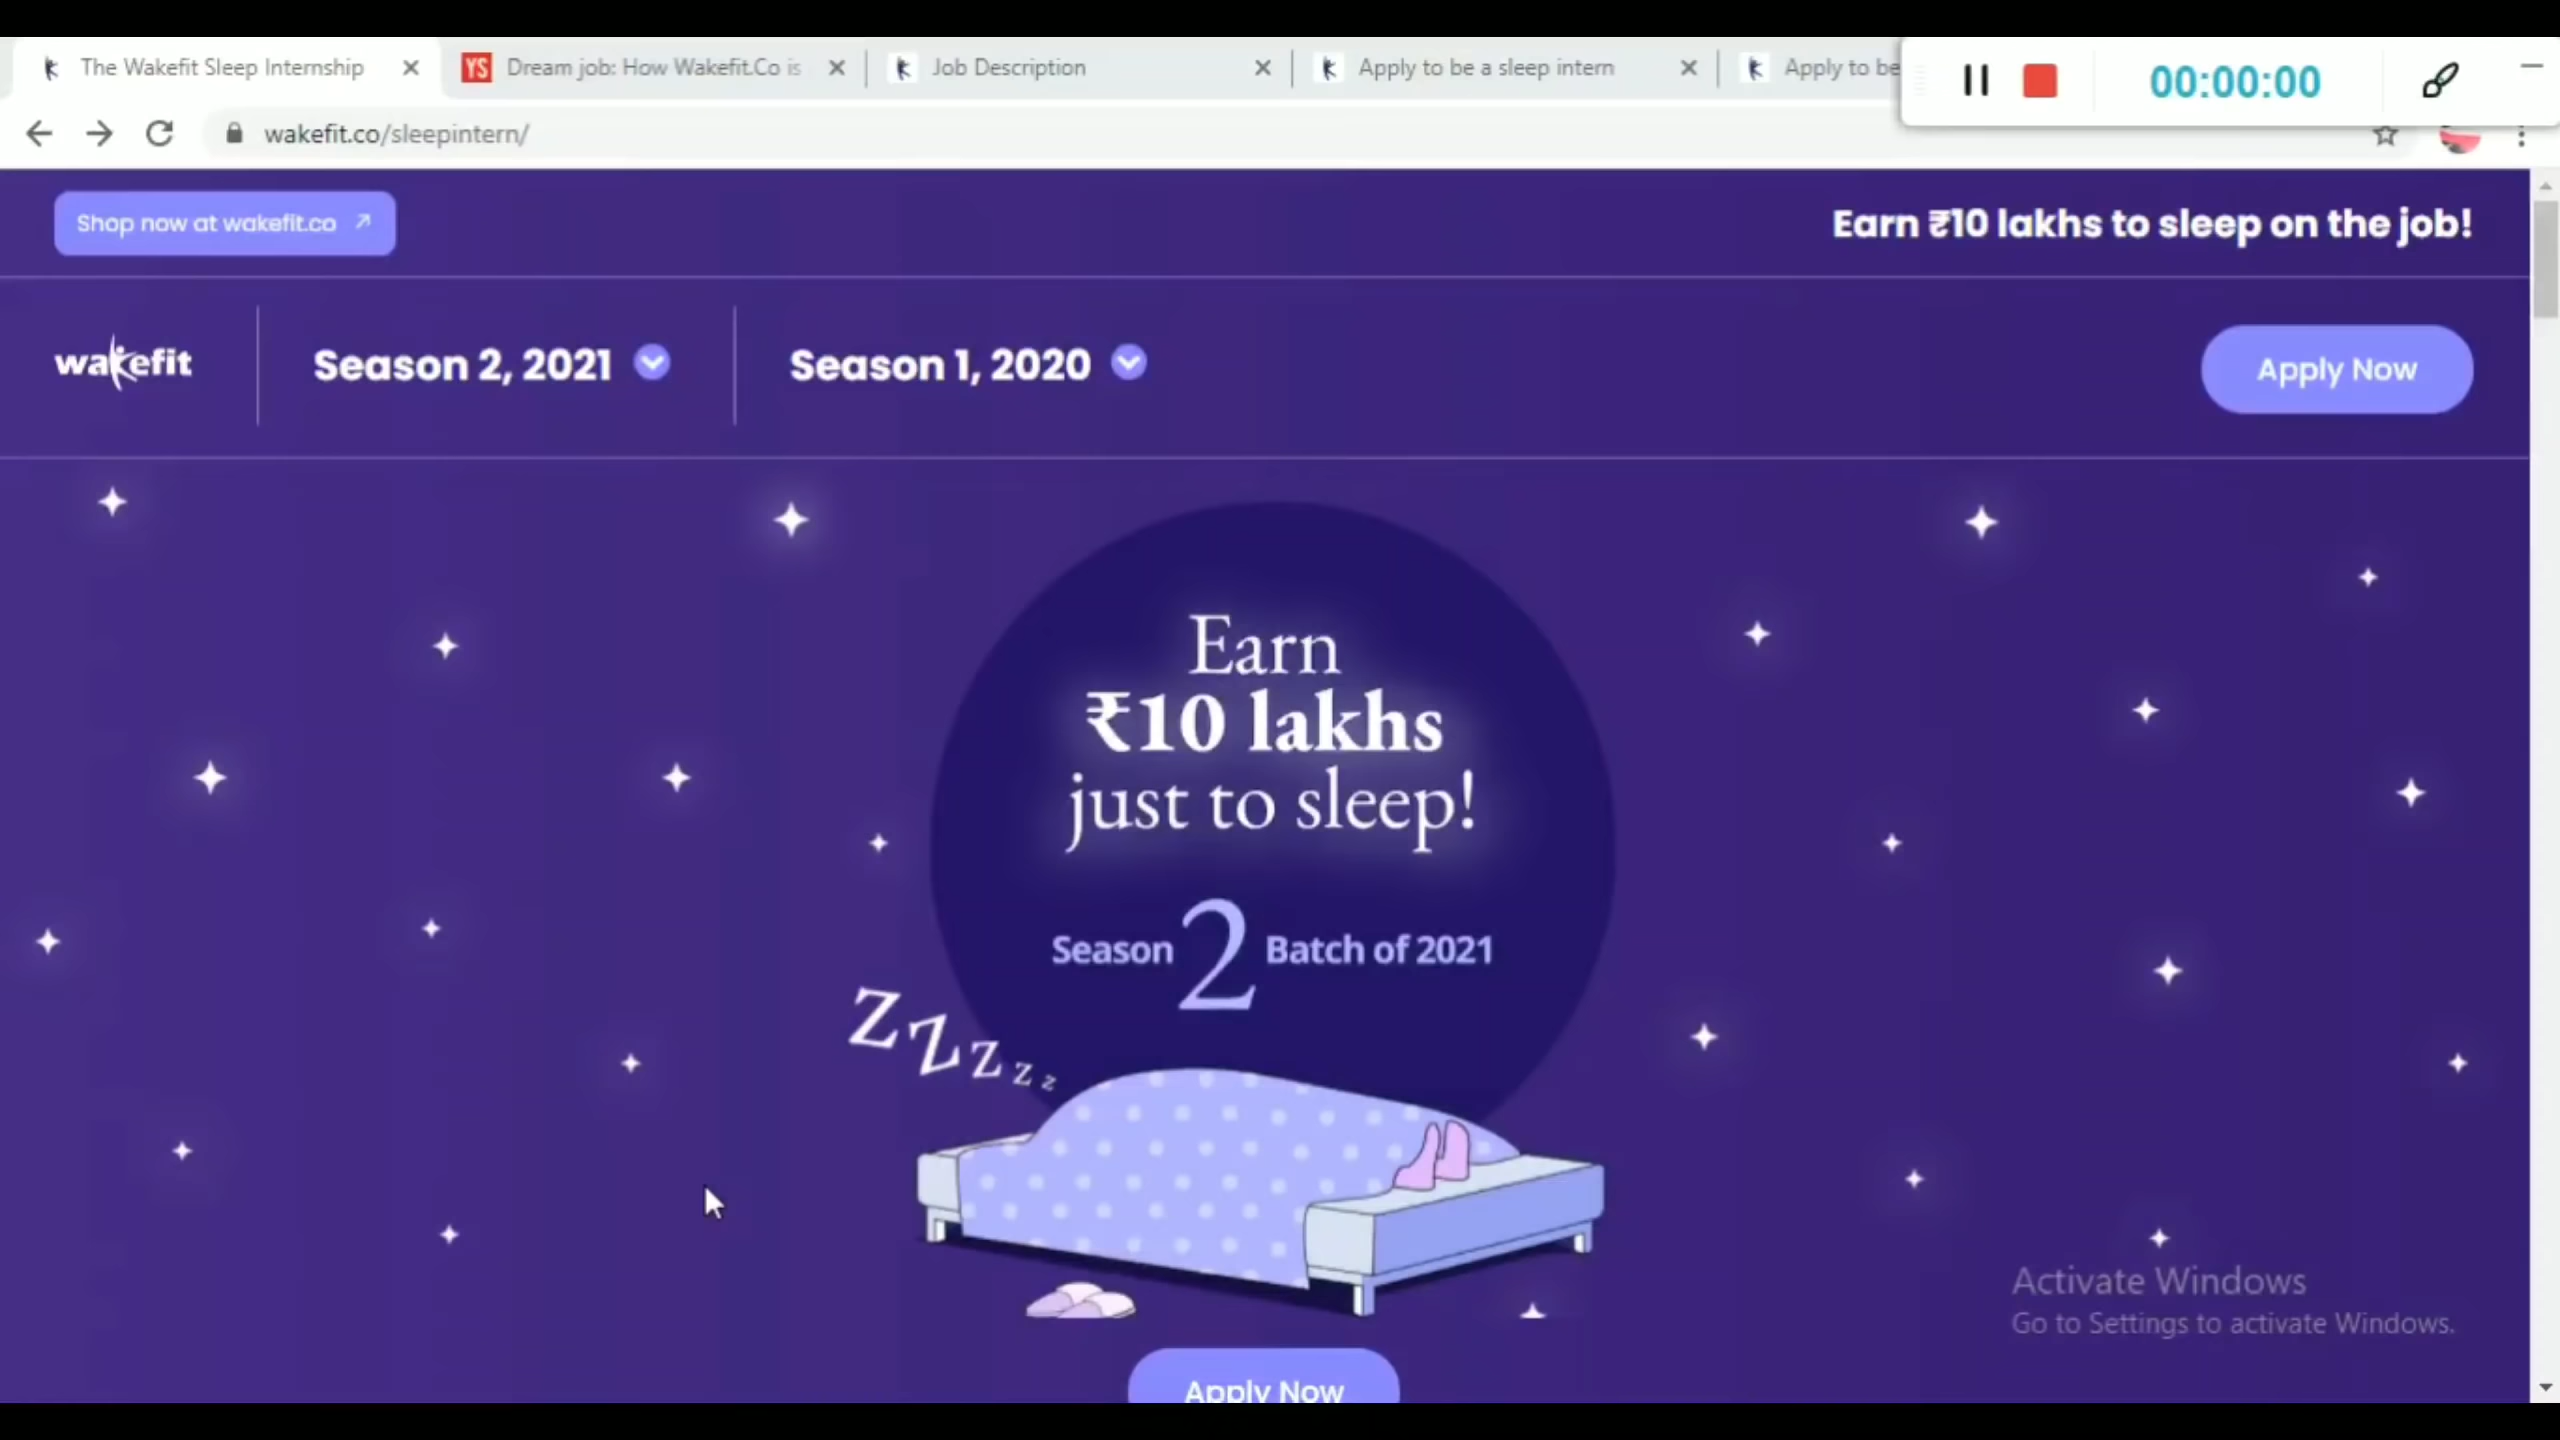 The Wakefit Sleep Internship
Dream job: How Wakefit.Co is
Job Description
Apply to be a sleep intern
Apply to be
00:00:00
wakefit.co/sleepintern/
Shop now at wakefit.co
Earn ₹10 lakhs to sleep on the job!
wakefit
Season 2, 2021
Season 1, 2020
Apply Now
Earn
₹10 lakhs
just to sleep!
Season 2 Batch of 2021
Z Z Z z z
Activate Windows
Go to Settings to activate Windows.
Apply Now
YS